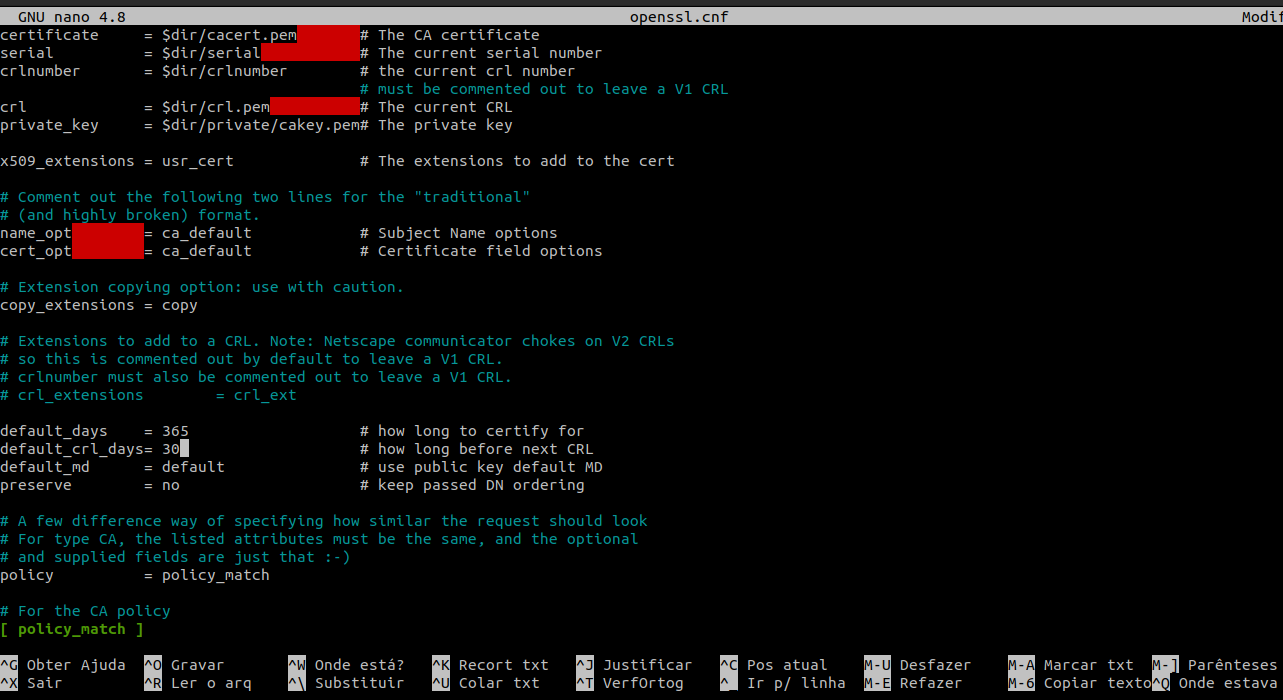 GNU nano 4.8 openssl.cnf Modif
certificate = $dir/cacert.pem # The CA certificate
serial = $dir/serial # The current serial number
crlnumber = $dir/crlnumber # the current crl number
# must be commented out to leave a V1 CRL
crl = $dir/crl.pem # The current CRL
private_key = $dir/private/cakey.pem# The private key
x509_extensions = usr_cert # The extensions to add to the cert
# Comment out the following two lines for the "traditional"
# (and highly broken) format.
name_opt = ca_default # Subject Name options
cert_opt = ca_default # Certificate field options
# Extension copying option: use with caution.
copy_extensions = copy
# Extensions to add to a CRL. Note: Netscape communicator chokes on V2 CRLs
# so this is commented out by default to leave a V1 CRL.
# crlnumber must also be commented out to leave a V1 CRL.
# crl_extensions = crl_ext
default_days = 365 # how long to certify for
default_crl_days= 30 # how long before next CRL
default_md = default # use public key default MD
preserve = no # keep passed DN ordering
# A few difference way of specifying how similar the request should look
# For type CA, the listed attributes must be the same, and the optional
# and supplied fields are just that :-)
policy = policy_match
# For the CA policy
[ policy_match ]
^G Obter Ajuda ^O Gravar ^W Onde está? ^K Recort txt ^J Justificar ^C Pos atual M-U Desfazer M-A Marcar txt M-] Parênteses
^X Sair ^R Ler o arq ^\ Substituir ^U Colar txt ^T VerfOrtog ^_ Ir p/ linha M-E Refazer M-6 Copiar texto ^Q Onde estava